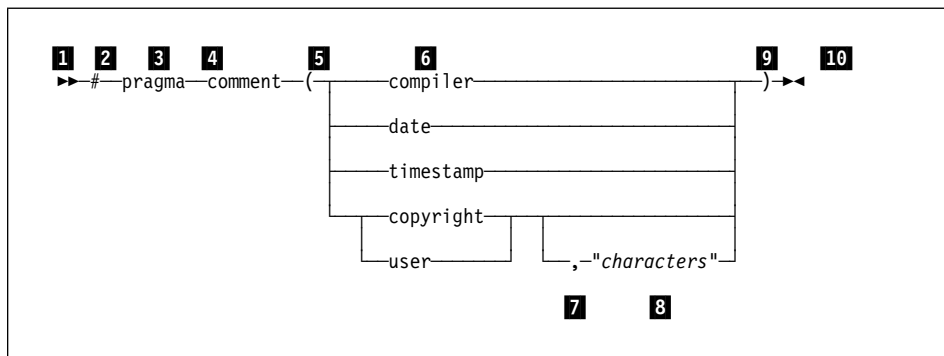 1 2 3 4 5 6 9 10
# pragma comment ( compiler )
date
timestamp
copyright
user , "characters"
7 8